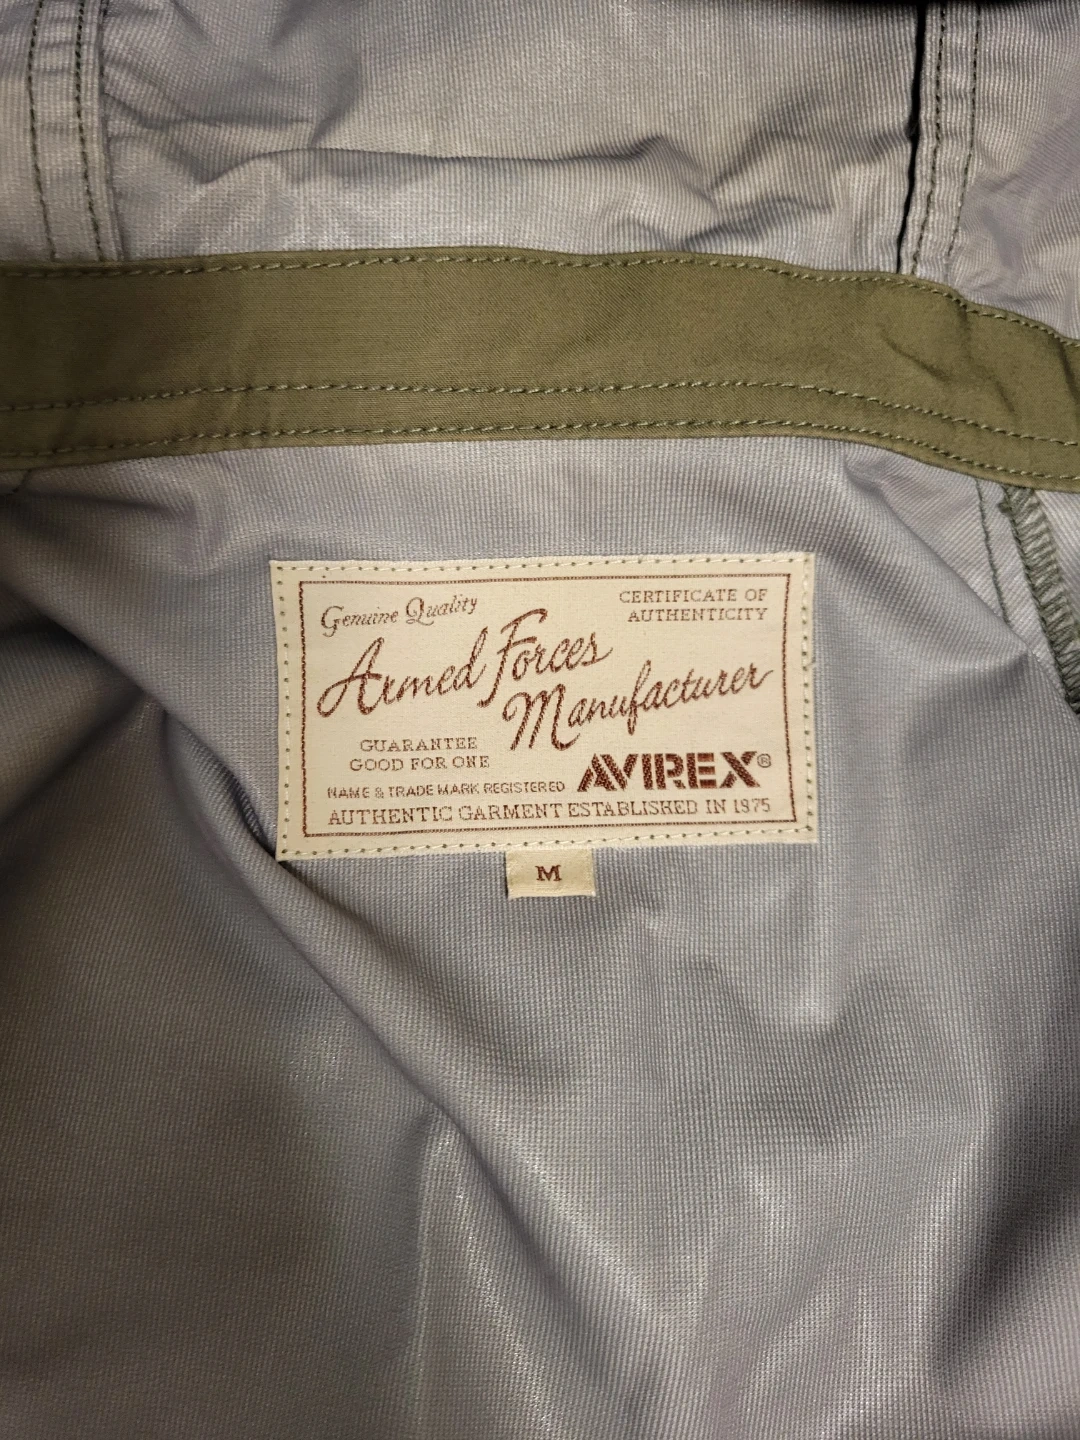 Genuine Quality
CERTIFICATE OF
AUTHENTICITY
Armed Forces
Manufacturer
GUARANTEE
GOOD FOR ONE
AVIREX®
NAME & TRADE MARK REGISTERED
AUTHENTIC GARMENT ESTABLISHED IN 1975
M